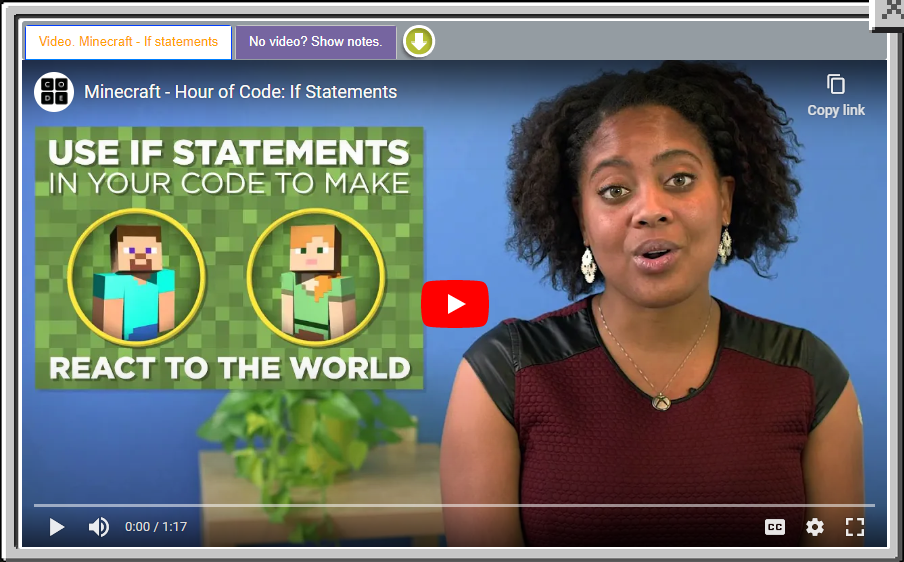 Video. Minecraft - If statements
No video? Show notes.
CODE
Minecraft - Hour of Code: If Statements
Copy link
USE IF STATEMENTS
IN YOUR CODE TO MAKE
REACT TO THE WORLD
0:00 / 1:17
CC